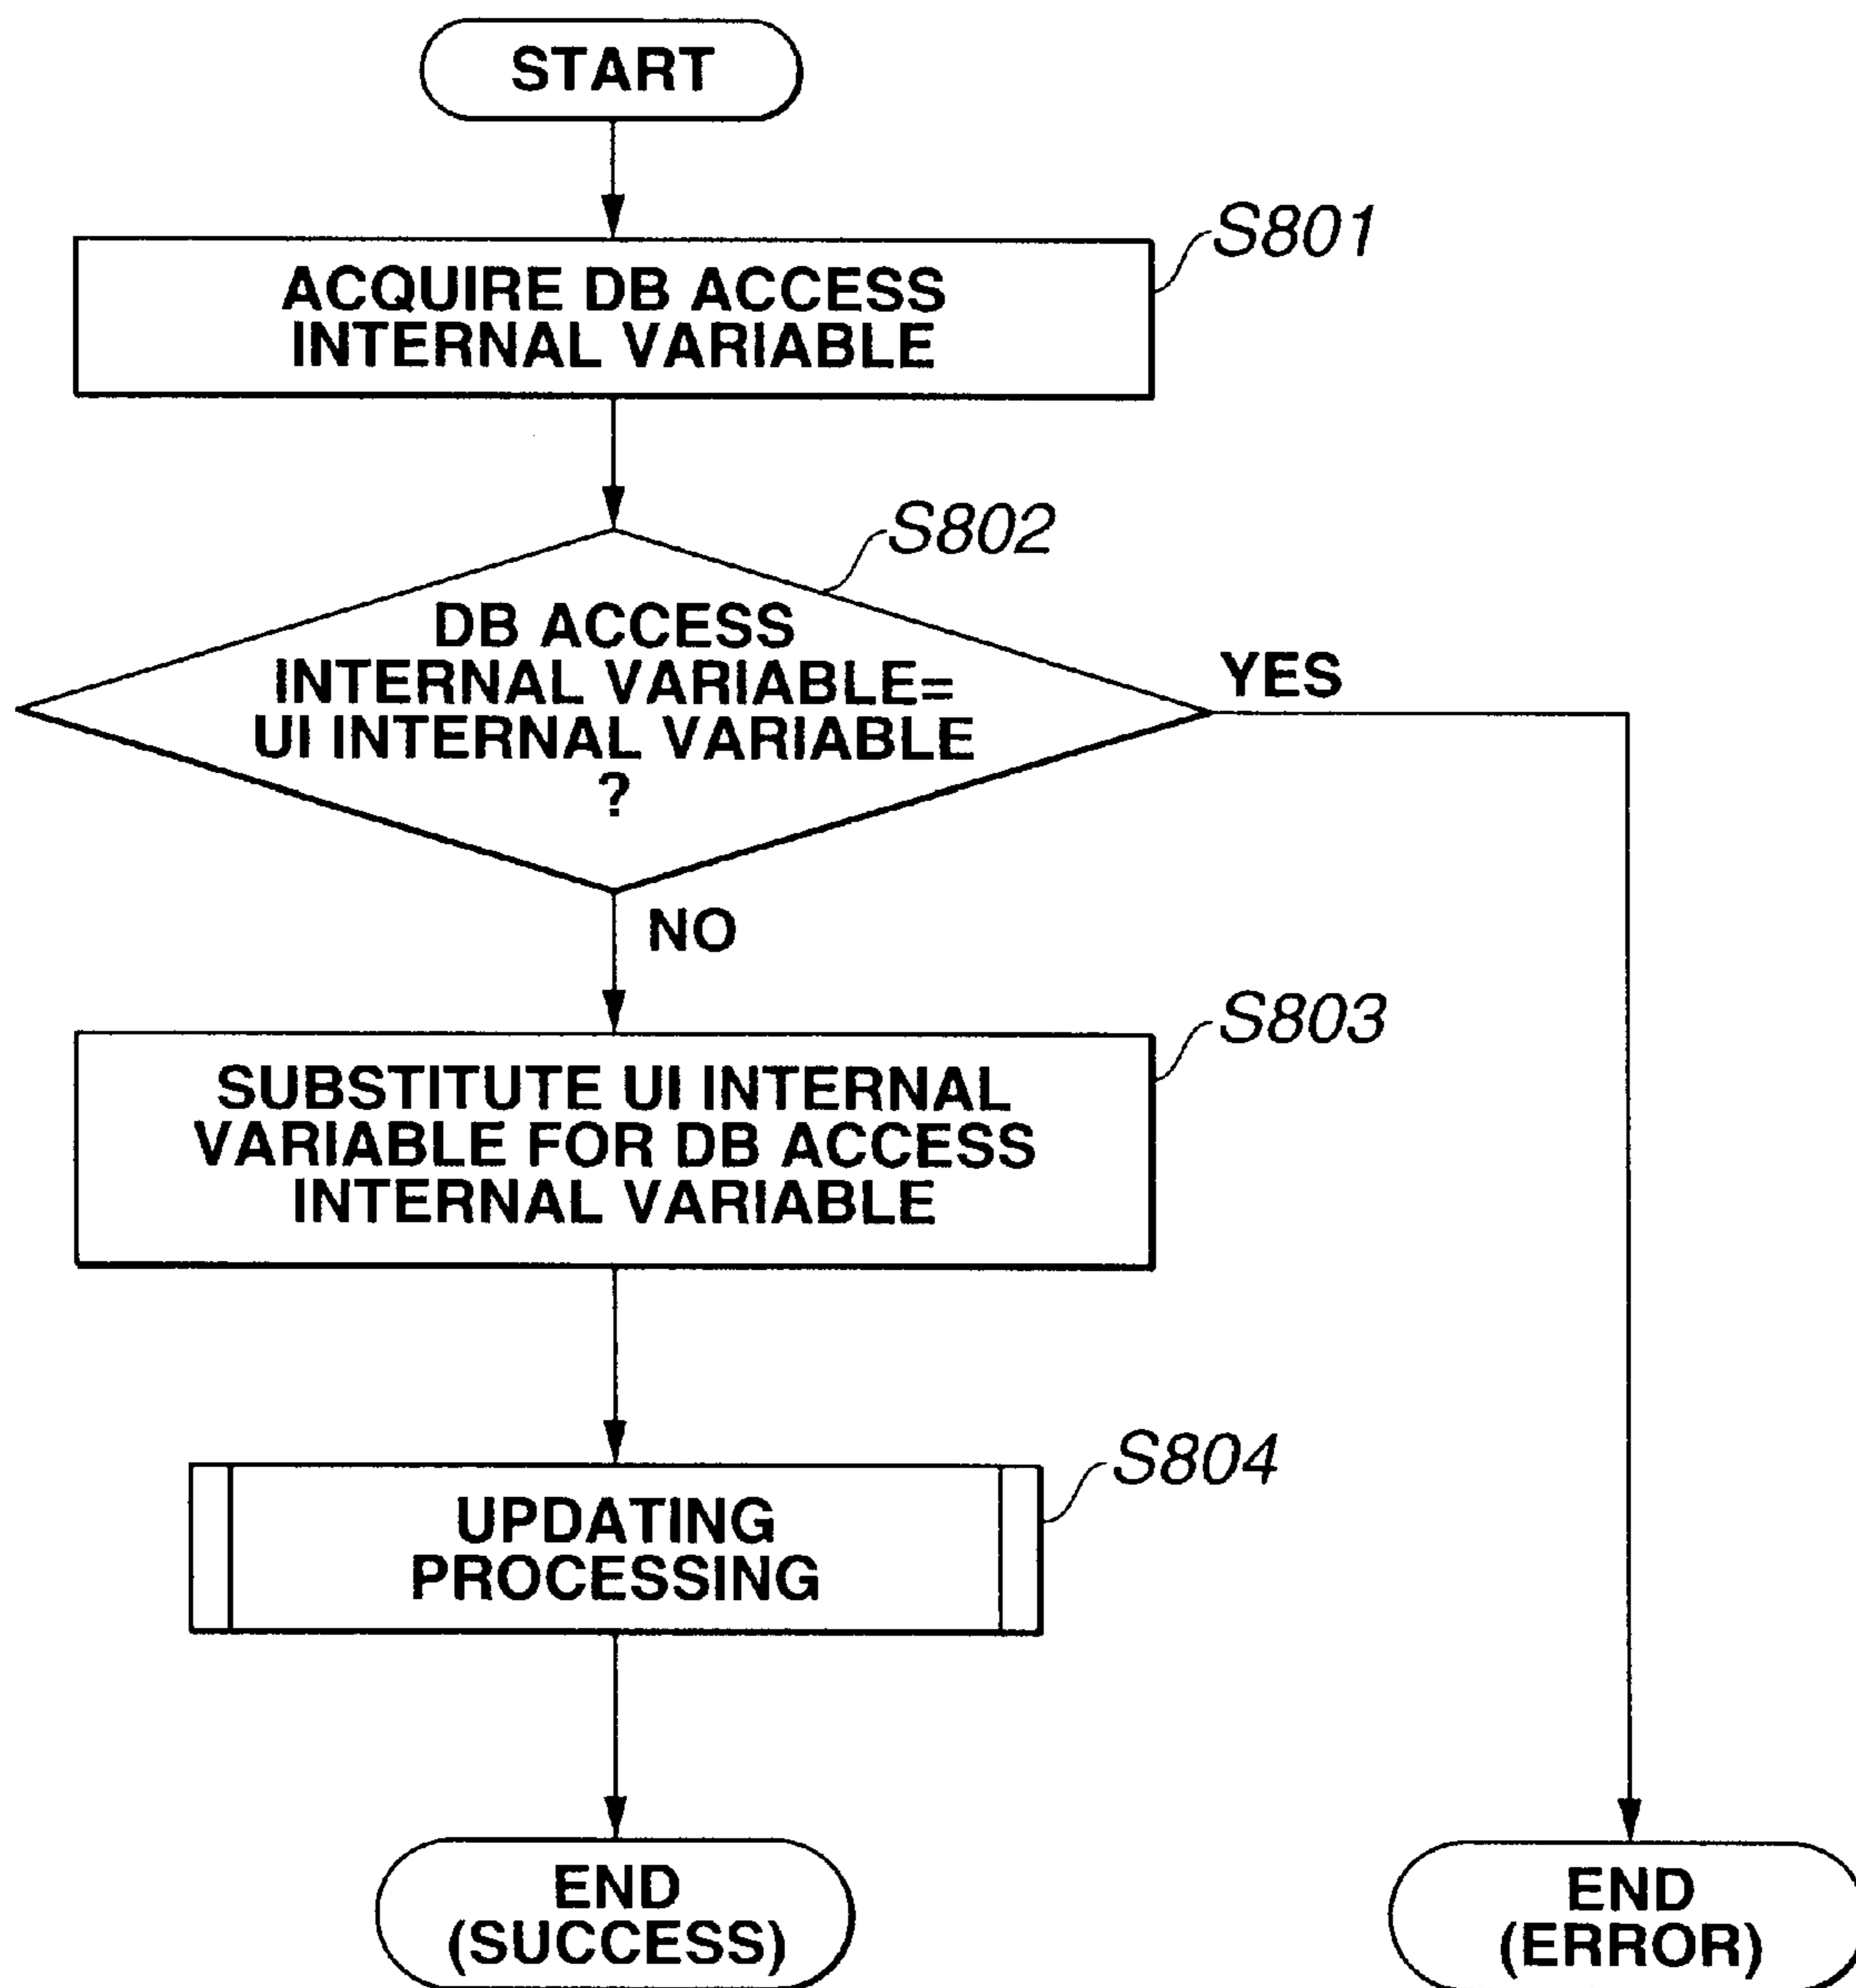 START
S801
ACQUIRE DB ACCESS
INTERNAL VARIABLE
S802
DB ACCESS
INTERNAL VARIABLE=
UI INTERNAL VARIABLE
?
YES
NO
S803
SUBSTITUTE UI INTERNAL
VARIABLE FOR DB ACCESS
INTERNAL VARIABLE
S804
UPDATING
PROCESSING
END
(SUCCESS)
END
(ERROR)